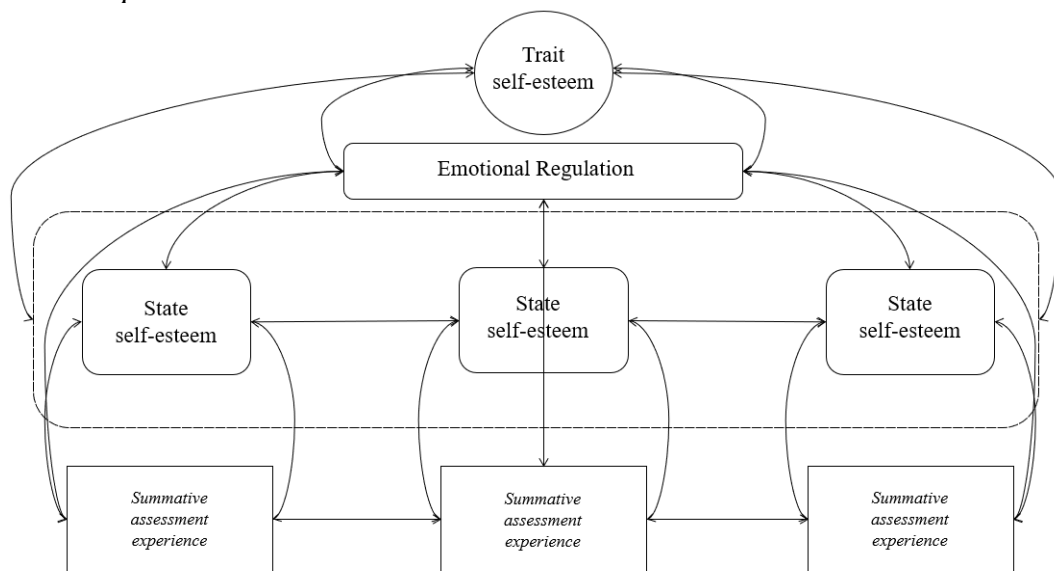 Trait
self-esteem
Emotional Regulation
State
self-esteem
State
self-esteem
State
self-esteem
Summative
assessment
experience
Summative
assessment
experience
Summative
assessment
experience